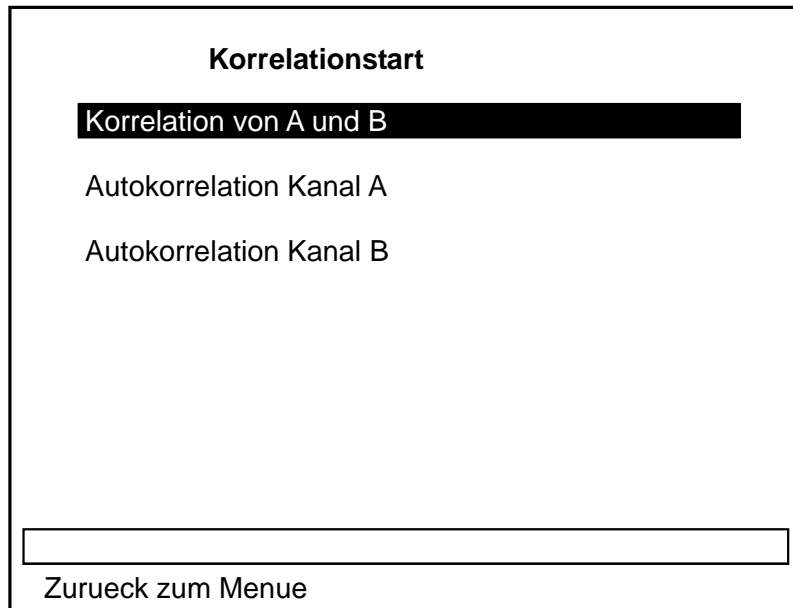 Korrelationstart
Korrelation von A und B
Autokorrelation Kanal A
Autokorrelation Kanal B
Zurueck zum Menue